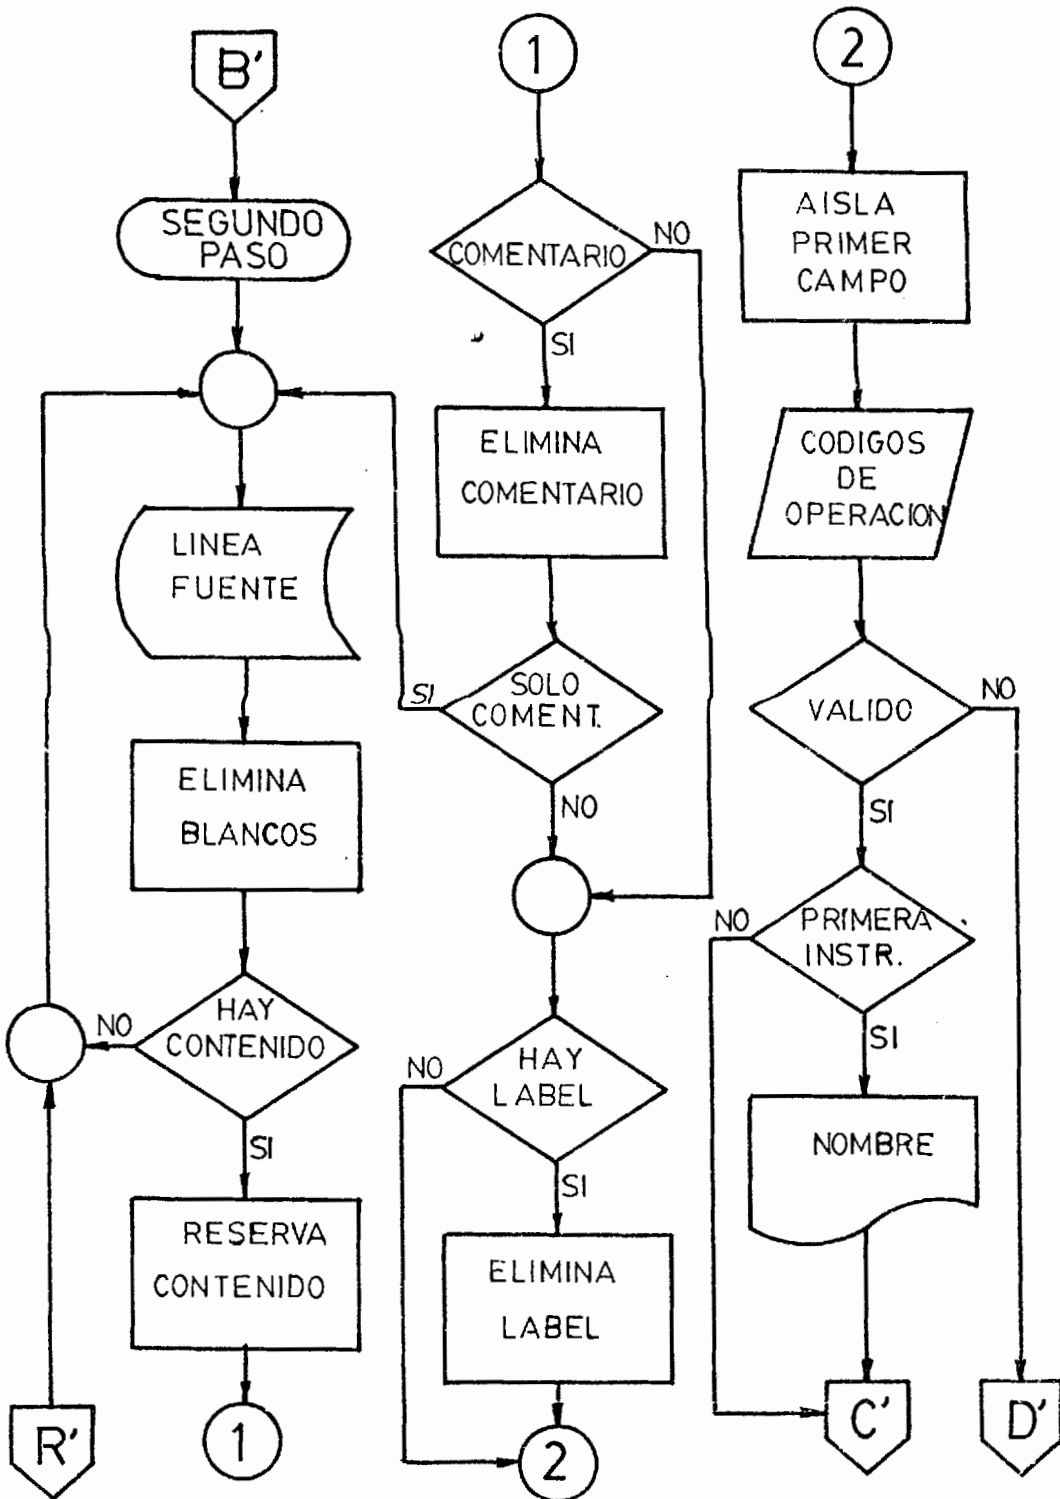 B'
SEGUNDO
PASO
LINEA
FUENTE
ELIMINA
BLANCOS
HAY
CONTENIDO
NO
SI
RESERVA
CONTENIDO
1
R'
1
COMENTARIO
NO
SI
ELIMINA
COMENTARIO
SOLO
COMENT.
SI
NO
HAY
LABEL
NO
SI
ELIMINA
LABEL
2
2
AISLA
PRIMER
CAMPO
CODIGOS
DE
OPERACION
VALIDO
NO
SI
PRIMERA
INSTR.
NO
SI
NOMBRE
C'
D'